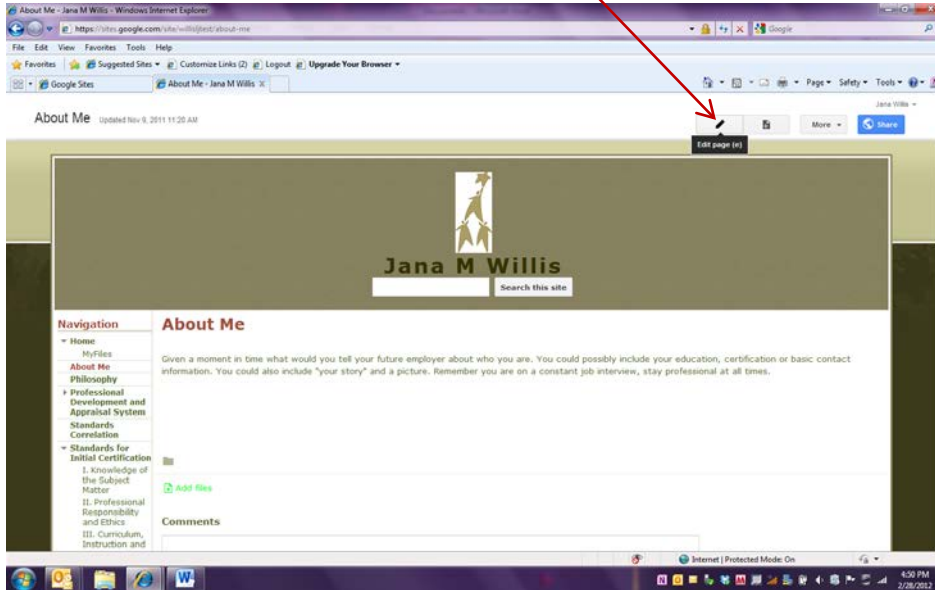 About Me - Jana M Willis - Windows Internet Explorer
https://sites.google.com/site/willisjtest/about-me
Google
File Edit View Favorites Tools Help
Favorites Suggested Sites Customize Links (2) Logout Upgrade Your Browser
Google Sites About Me - Jana M Willis X Page Safety Tools
Jana Willis
About Me Updated Nov 9, 2011 11:20 AM More Share
Edit page (e)
Jana M Willis
Search this site
Navigation
Home
MyFiles
About Me
Philosophy
Professional
Development and
Appraisal System
Standards
Correlation
Standards for
Initial Certification
I. Knowledge of
the Subject
Matter
II. Professional
Responsibility
and Ethics
III. Curriculum,
Instruction and
About Me
Given a moment in time what would you tell your future employer about who you are. You could possibly include your education, certification or basic contact
information. You could also include "your story" and a picture. Remember you are on a constant job interview, stay professional at all times.
Add files
Comments
Internet | Protected Mode: On
4:50 PM
2/28/2012